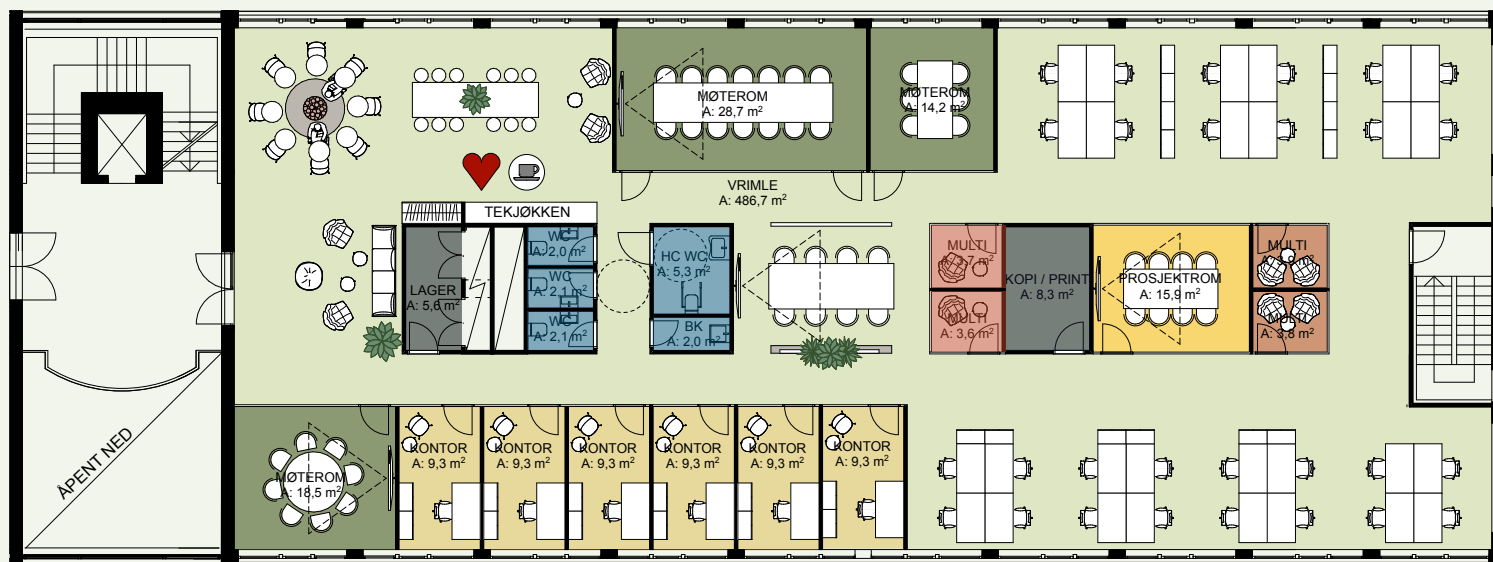 MØTEROM
A: 28,7 m²
MØTEROM
A: 14,2 m²
VRIMLE
A: 486,7 m²
TEKJØKKEN
LAGER
A: 5,6 m²
WC
A: 2,0 m²
WC
A: 2,1 m²
WC
A: 2,1 m²
HC WC
A: 5,3 m²
BK
A: 2,0 m²
MULTI
A: 3,7 m²
MULTI
A: 3,6 m²
KOPI / PRINT
A: 8,3 m²
PROSJEKTROM
A: 15,9 m²
MULTI
MULTI
A: 3,8 m²
ÅPENT NED
MØTEROM
A: 18,5 m²
KONTOR
A: 9,3 m²
KONTOR
A: 9,3 m²
KONTOR
A: 9,3 m²
KONTOR
A: 9,3 m²
KONTOR
A: 9,3 m²
KONTOR
A: 9,3 m²